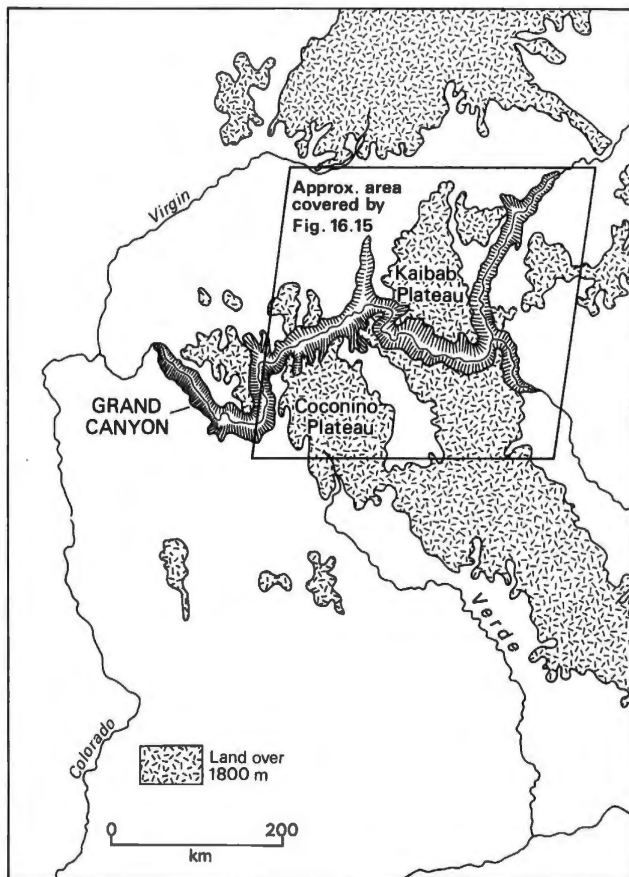 Approx. area
covered by
Fig. 16.15
Virgin
Kaibab
Plateau
GRAND
CANYON
Coconino
Plateau
Verde
Colorado
Land over
1800 m
0 200
km